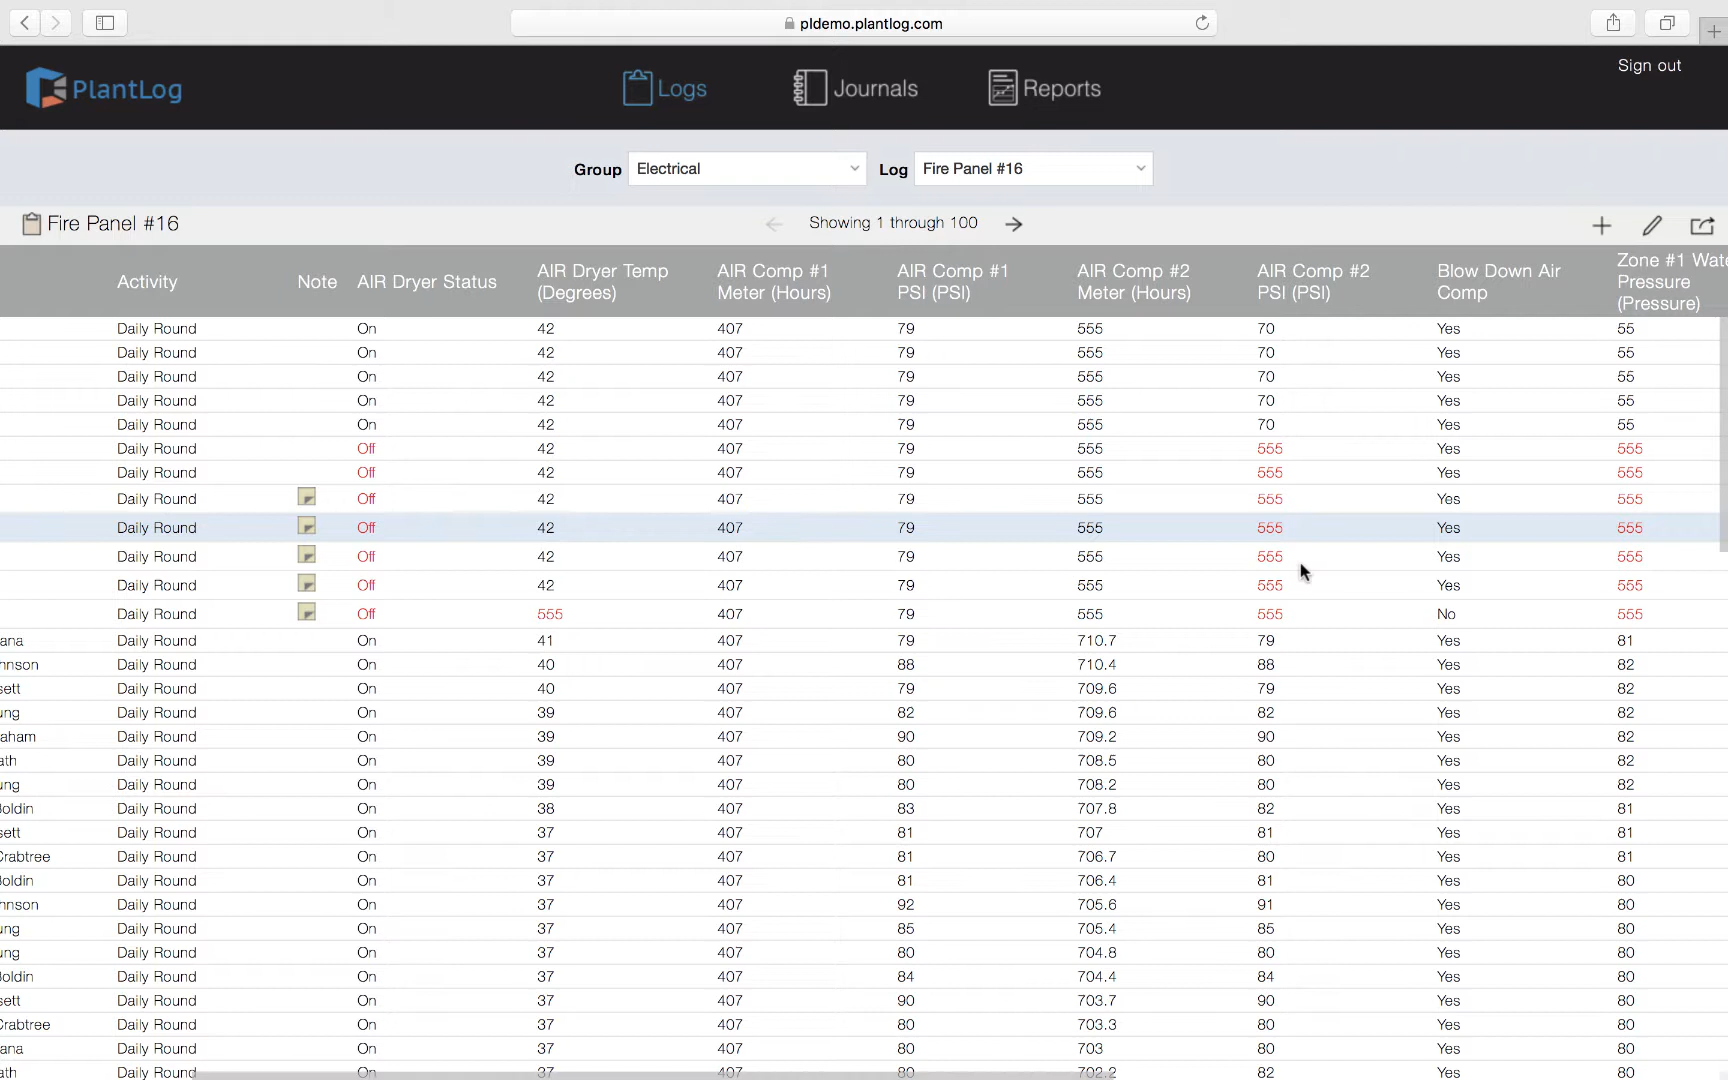 pldemo.plantlog.com
PlantLog
Logs
Journals
Reports
Sign out
Group Electrical Log Fire Panel #16
Fire Panel #16 Showing 1 through 100
Activity Note AIR Dryer Status AIR Dryer Temp (Degrees) AIR Comp #1 Meter (Hours) AIR Comp #1 PSI (PSI) AIR Comp #2 Meter (Hours) AIR Comp #2 PSI (PSI) Blow Down Air Comp Zone #1 Wate Pressure (Pressure)
Daily Round On 42 407 79 555 70 Yes 55
Daily Round On 42 407 79 555 70 Yes 55
Daily Round On 42 407 79 555 70 Yes 55
Daily Round On 42 407 79 555 70 Yes 55
Daily Round On 42 407 79 555 70 Yes 55
Daily Round Off 42 407 79 555 555 Yes 555
Daily Round Off 42 407 79 555 555 Yes 555
Daily Round Off 42 407 79 555 555 Yes 555
Daily Round Off 42 407 79 555 555 Yes 555
Daily Round Off 42 407 79 555 555 Yes 555
Daily Round Off 42 407 79 555 555 Yes 555
Daily Round Off 555 407 79 555 555 No 555
ana Daily Round On 41 407 79 710.7 79 Yes 81
hnson Daily Round On 40 407 88 710.4 88 Yes 82
sett Daily Round On 40 407 79 709.6 79 Yes 82
ung Daily Round On 39 407 82 709.6 82 Yes 82
raham Daily Round On 39 407 90 709.2 90 Yes 82
ath Daily Round On 39 407 80 708.5 80 Yes 82
ung Daily Round On 39 407 80 708.2 80 Yes 82
Boldin Daily Round On 38 407 83 707.8 82 Yes 81
sett Daily Round On 37 407 81 707 81 Yes 81
Crabtree Daily Round On 37 407 81 706.7 80 Yes 81
Boldin Daily Round On 37 407 81 706.4 81 Yes 80
hnson Daily Round On 37 407 92 705.6 91 Yes 80
ung Daily Round On 37 407 85 705.4 85 Yes 80
ung Daily Round On 37 407 80 704.8 80 Yes 80
Boldin Daily Round On 37 407 84 704.4 84 Yes 80
sett Daily Round On 37 407 90 703.7 90 Yes 80
Crabtree Daily Round On 37 407 80 703.3 80 Yes 80
ana Daily Round On 37 407 80 703 80 Yes 80
ath Daily Round On 37 407 80 702.2 82 Yes 80